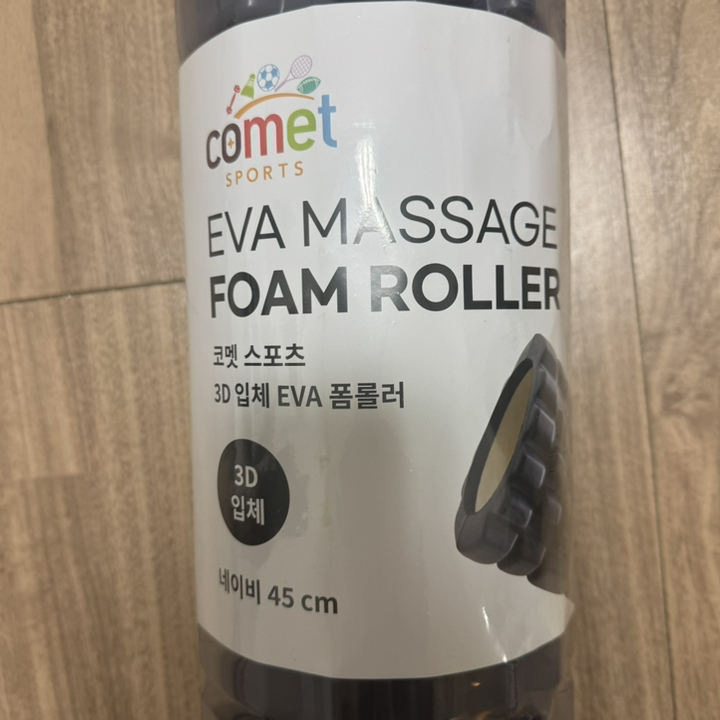 comet
SPORTS
EVA MASSAGE
FOAM ROLLER
코멧 스포츠
3D 입체 EVA 폼롤러
3D
입체
네이비 45 cm